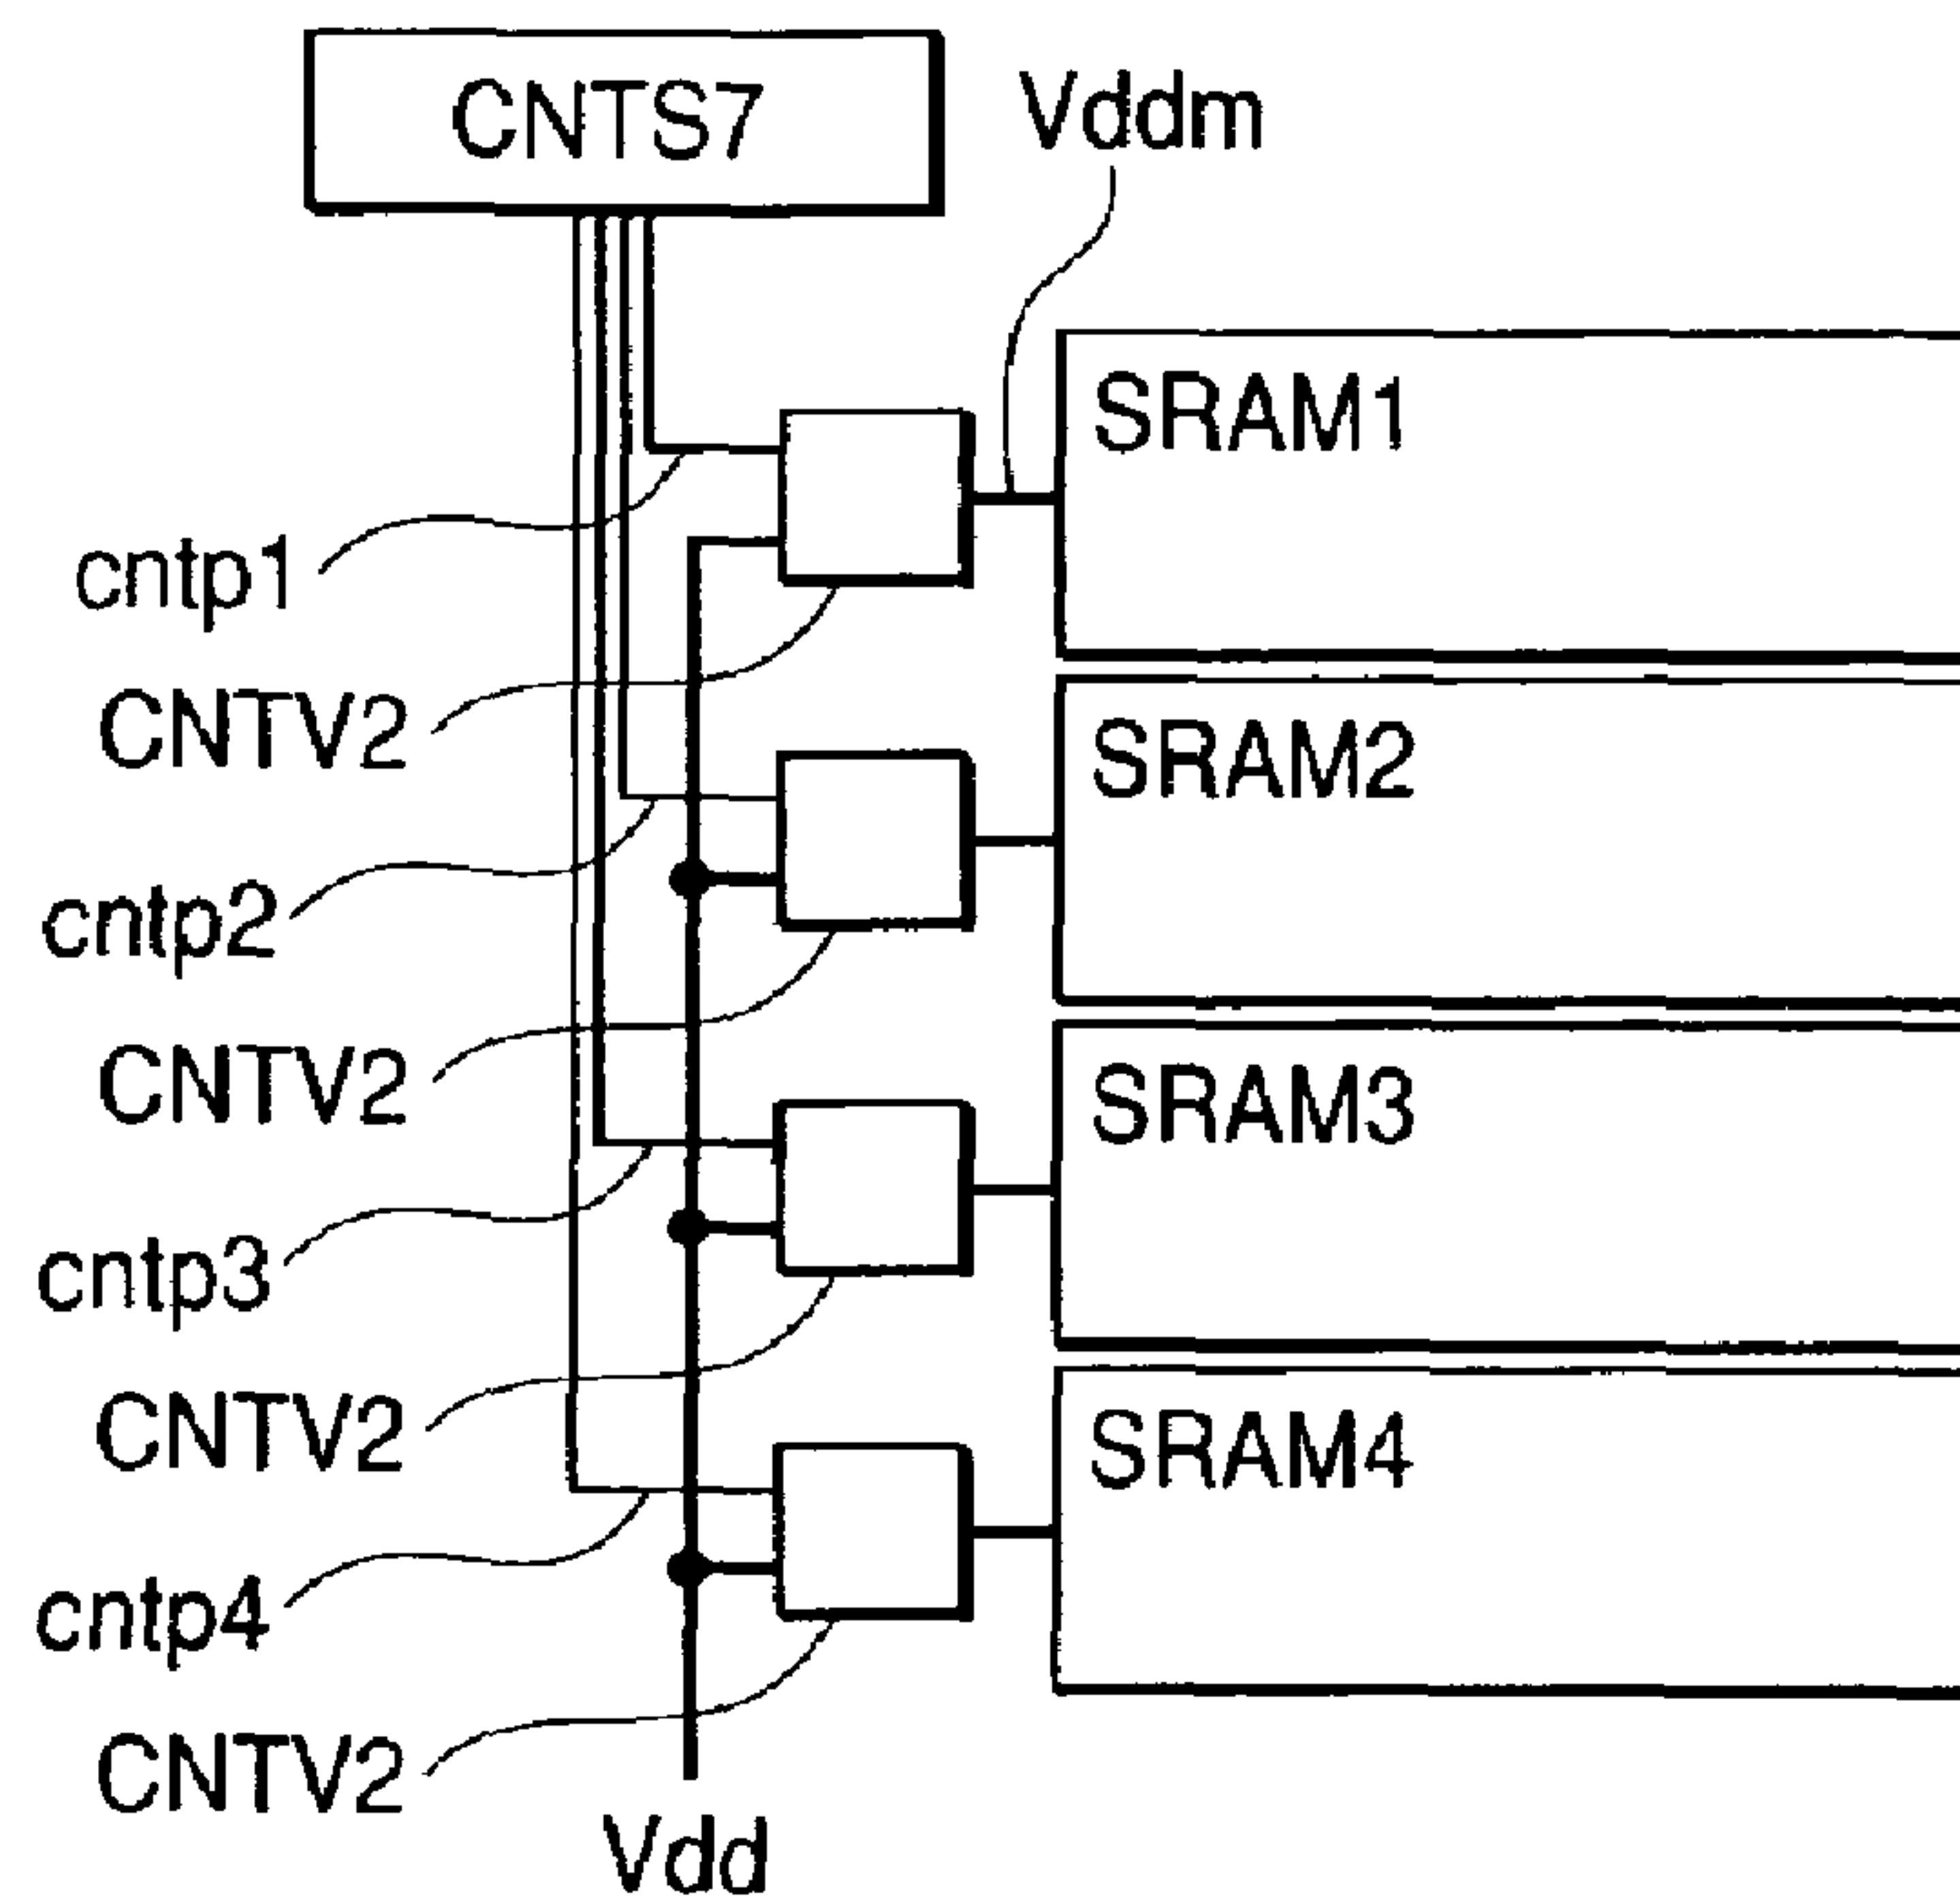 CNTS7
Vddm
SRAM1
cntp1
CNTV2
SRAM2
cntp2
CNTV2
SRAM3
cntp3
CNTV2
SRAM4
cntp4
CNTV2
Vdd